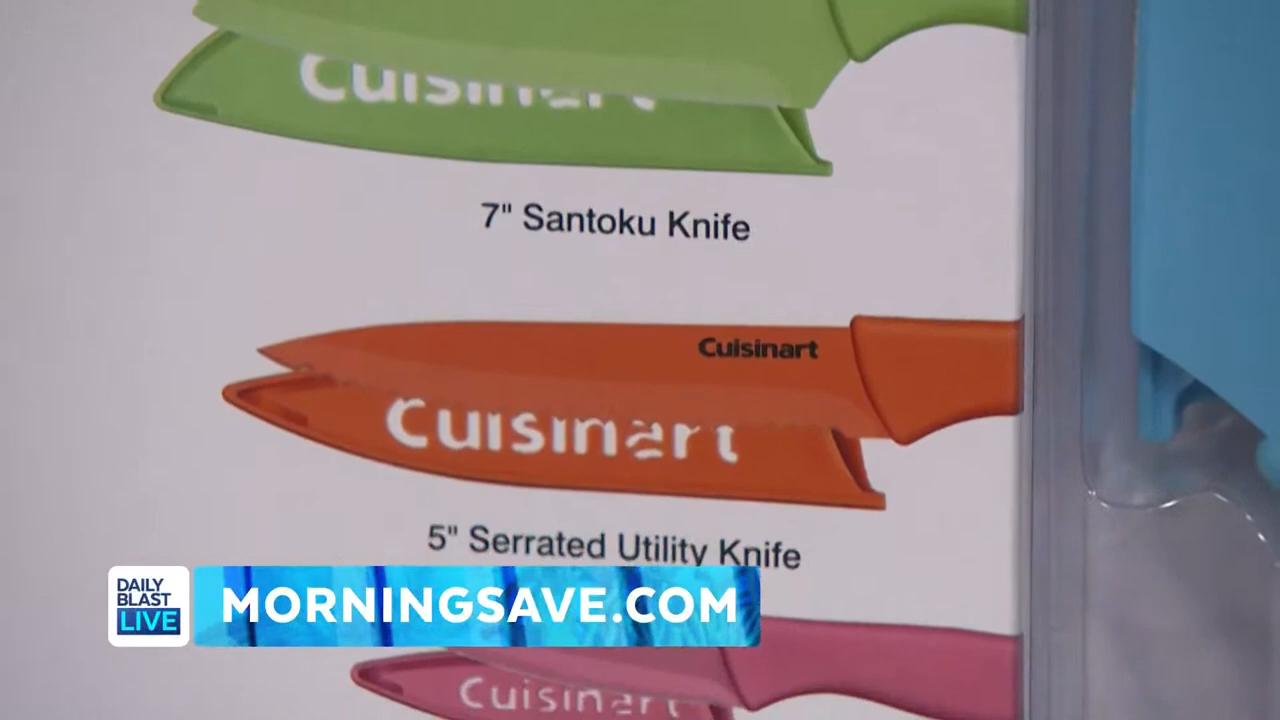 Cuisinart
7" Santoku Knife
Cuisinart
Cuisinart
5" Serrated Utility Knife
DAILY
BLAST
LIVE
MORNINGSAVE.COM
Cuisinart